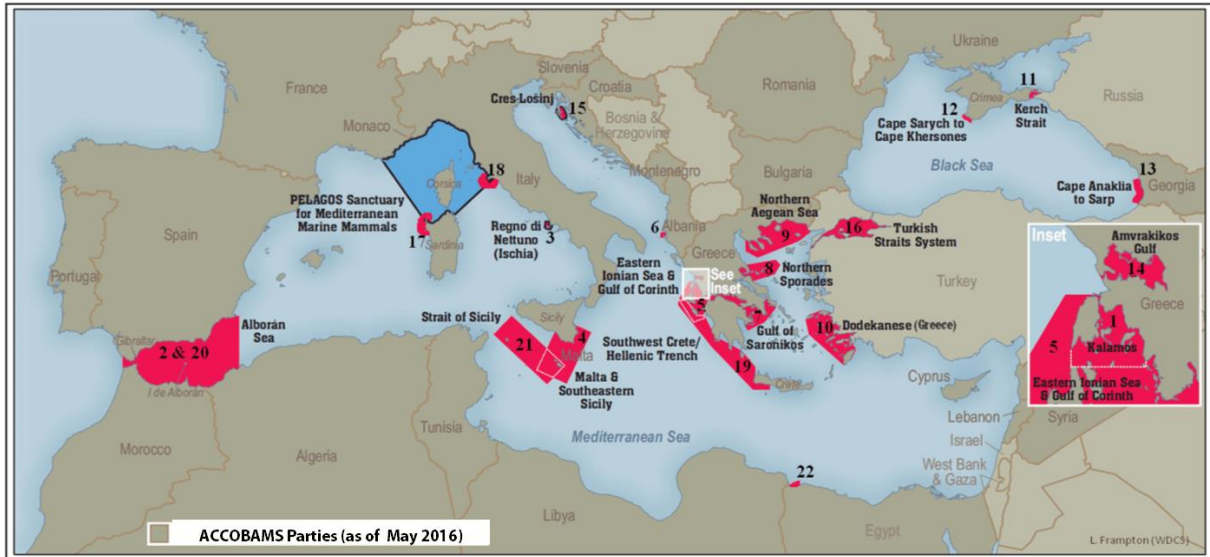 Ukraine
France
Slovenia
Croatia
Romania
Russia
11
Crimea
Kerch
Strait
12
Cape Sarych to
Cape Khersones
Cres-Lošinj
15
Bosnia &
Herzegovina
Monaco
Black Sea
Montenegro
Bulgaria
13
Georgia
Cape Anaklia
to Sarp
18
Corsica
Italy
PELAGOS Sanctuary
for Mediterranean
Marine Mammals
17
Sardinia
Regno di
Nettuno
(Ischia)
3
6
Albania
Northern
Aegean Sea
9
16
Turkish
Straits System
Greece
Spain
Portugal
Eastern
Ionian Sea &
Gulf of Corinth
See
Inset
8
Northern
Sporades
Turkey
5
7
Gulf of
Saronikos
10
Dodekanese (Greece)
Strait of Sicily
Sicily
4
21
Malta
Malta &
Southeastern
Sicily
Southwest Crete/
Hellenic Trench
19
Crete
Gibraltar
2 & 20
Alborán
Sea
I de Alborán
Cyprus
Lebanon
Syria
Israel
West Bank
& Gaza
Morocco
Algeria
Tunisia
Mediterranean Sea
22
Libya
Egypt
Inset
Amvrakikos
Gulf
14
Greece
1
5
Kalamos
Eastern Ionian Sea
& Gulf of Corinth
ACCOBAMS Parties (as of May 2016)
L. Frampton (WDCS)